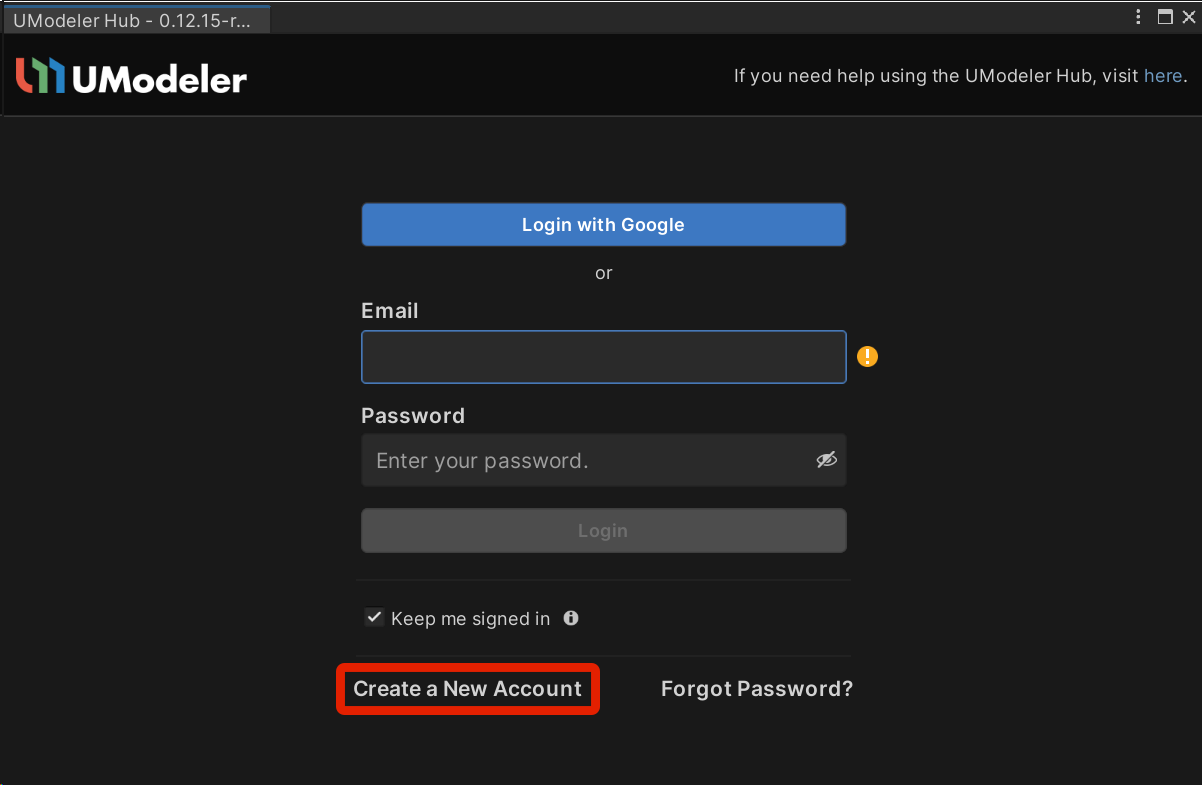 UModeler Hub - 0.12.15-r...
UModeler
If you need help using the UModeler Hub, visit here.
Login with Google
or
Email
Password
Enter your password.
Login
Keep me signed in
Create a New Account
Forgot Password?